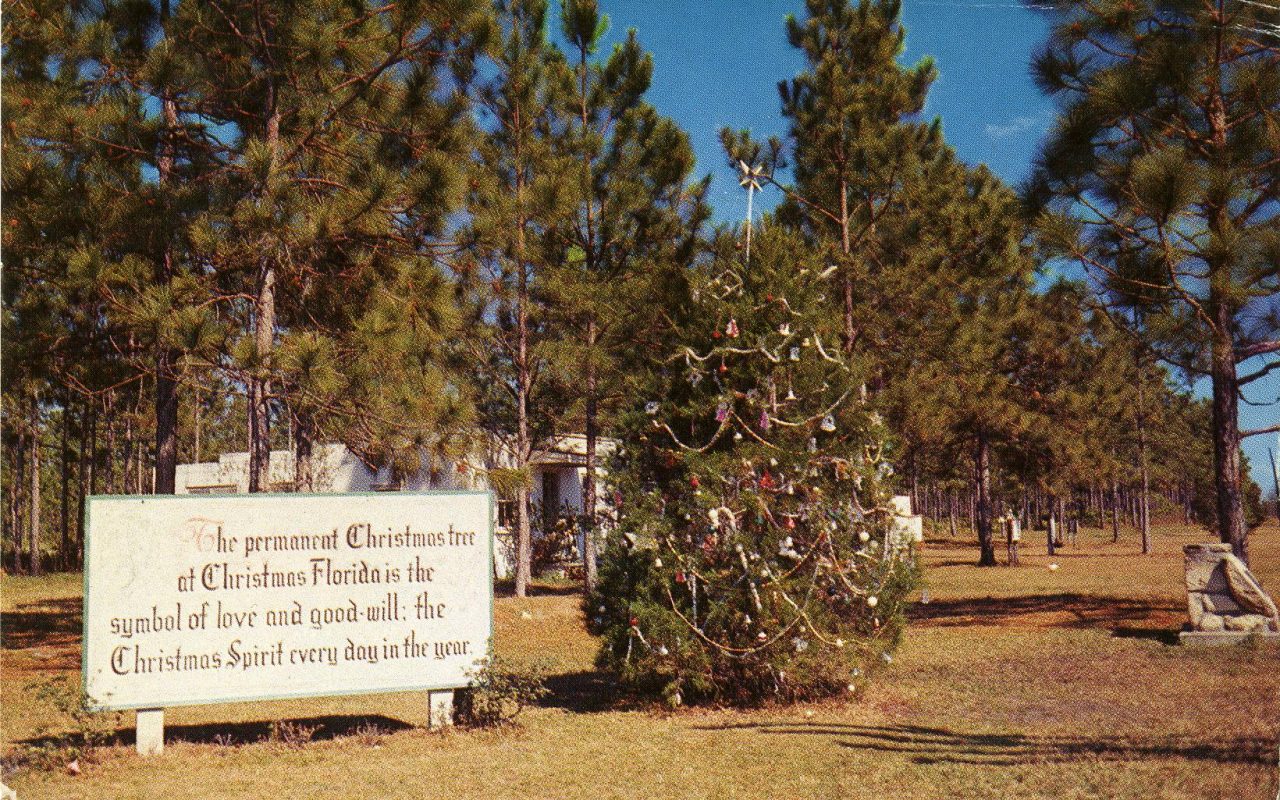 The permanent Christmas tree
at Christmas Florida is the
symbol of love and good-will: the
Christmas Spirit every day in the year.